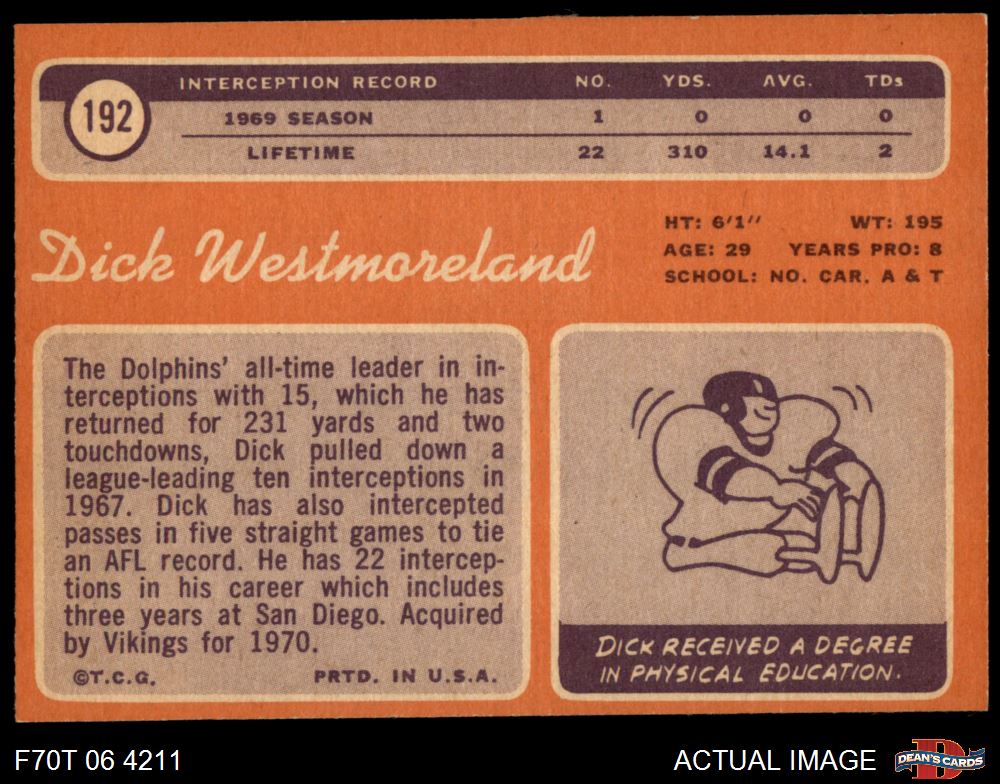 192
INTERCEPTION RECORD NO. YDS. AVG. TDs
1969 SEASON 1 0 0 0
LIFETIME 22 310 14.1 2
Dick Westmoreland
HT: 6'1'' WT: 195
AGE: 29 YEARS PRO: 8
SCHOOL: NO. CAR. A & T
The Dolphins' all-time leader in in-
terceptions with 15, which he has
returned for 231 yards and two
touchdowns, Dick pulled down a
league-leading ten interceptions in
1967. Dick has also intercepted
passes in five straight games to tie
an AFL record. He has 22 intercep-
tions in his career which includes
three years at San Diego. Acquired
by Vikings for 1970.
©T.C.G. PRTD. IN U.S.A.
DICK RECEIVED A DEGREE
IN PHYSICAL EDUCATION.
F70T 06 4211
ACTUAL IMAGE
D
DEAN'S CARDS